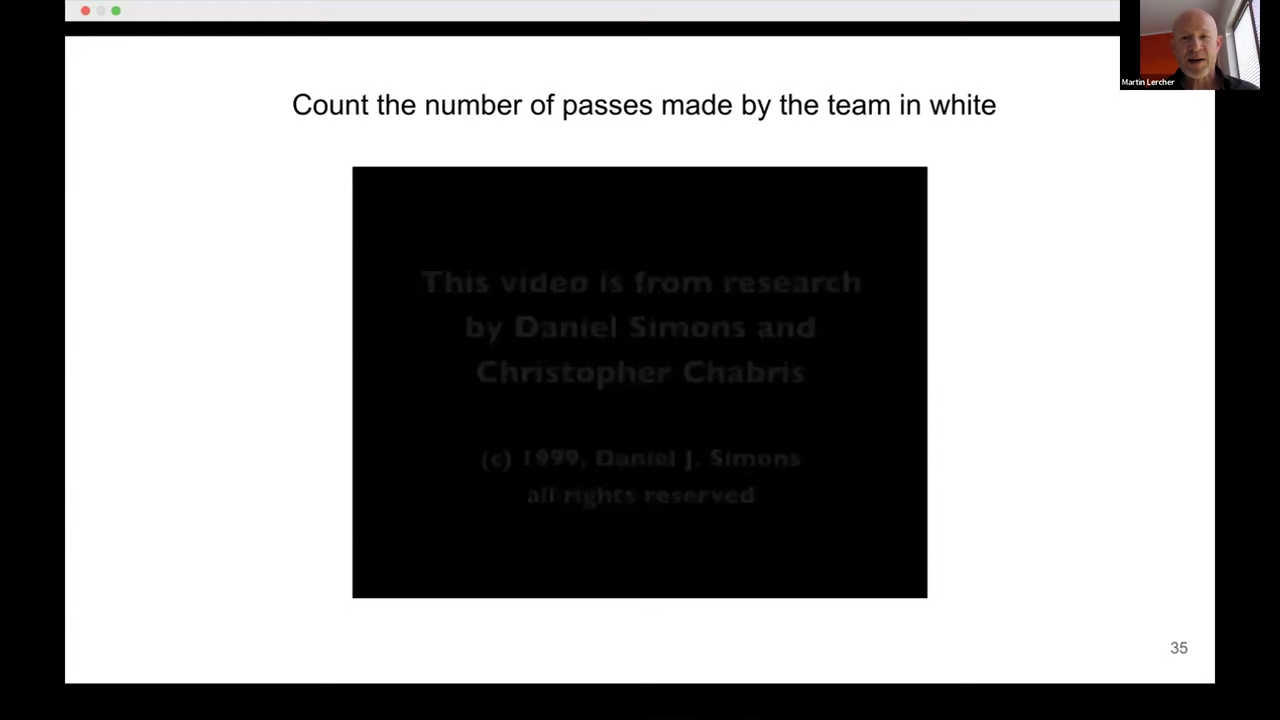 Martin Lercher
Count the number of passes made by the team in white
This video is from research
by Daniel Simons and
Christopher Chabris
(c) 1999, Daniel J. Simons
all rights reserved
35